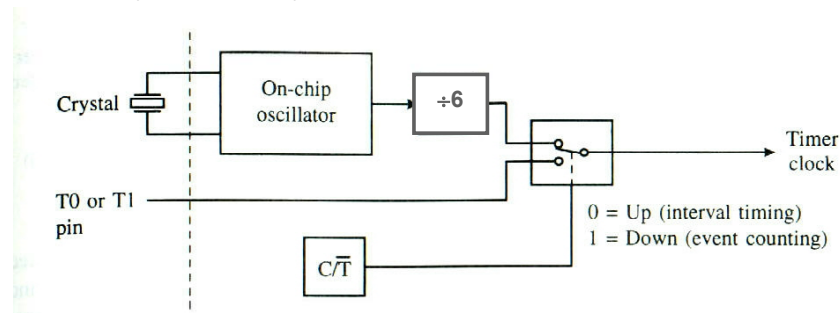 Crystal
On-chip
oscillator
÷6
Timer
clock
T0 or T1
pin
0 = Up (interval timing)
1 = Down (event counting)
C/T̅